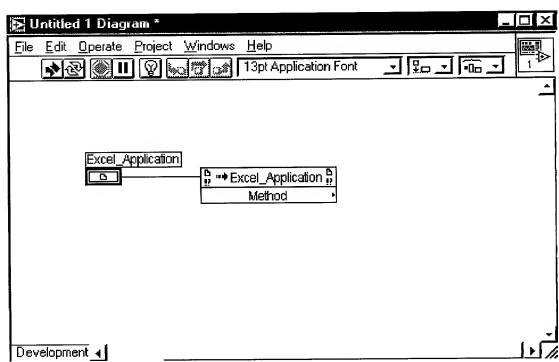 Untitled 1 Diagram *
File Edit Operate Project Windows Help
13pt Application Font
1
Excel_Application
Excel_Application
Method
Development